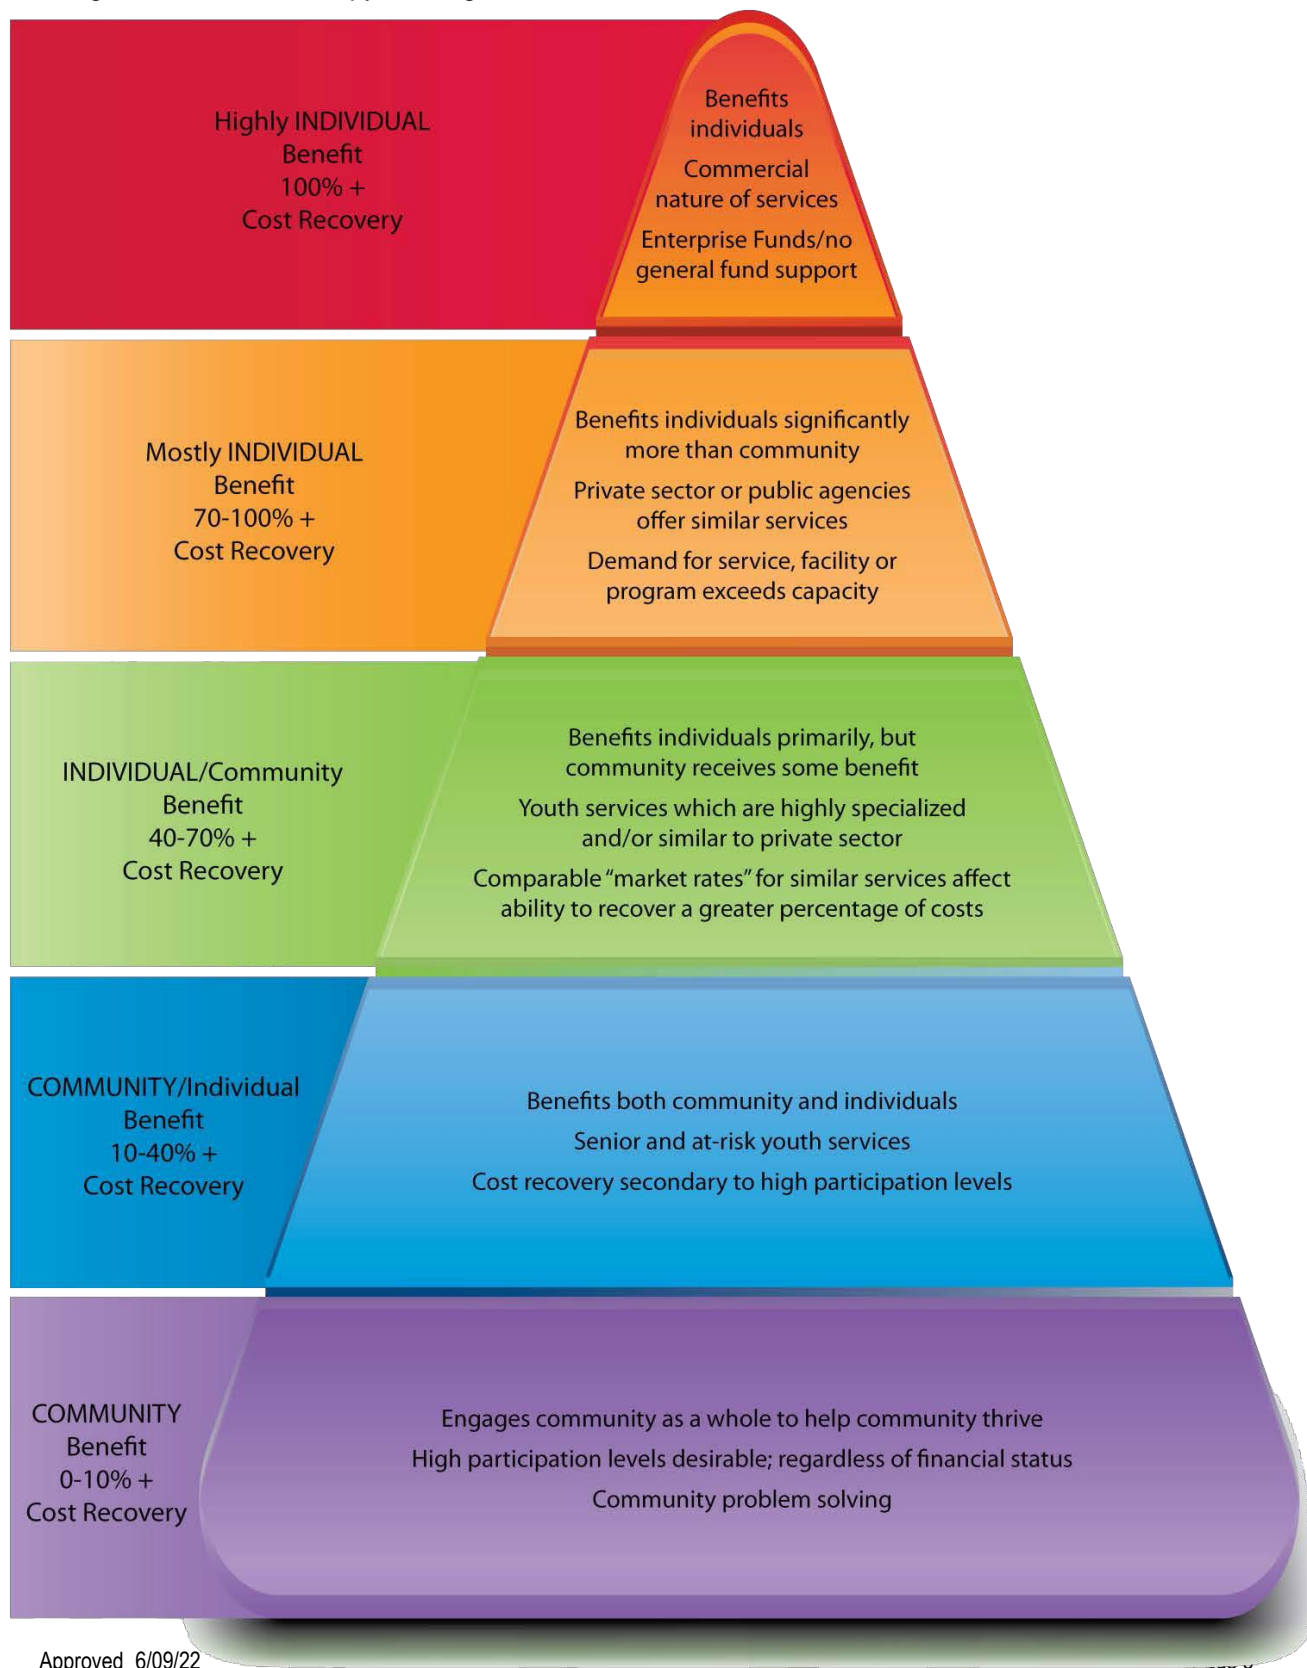 Highly INDIVIDUAL
Benefit
100% +
Cost Recovery
Benefits
individuals
Commercial
nature of services
Enterprise Funds/no
general fund support
Mostly INDIVIDUAL
Benefit
70-100% +
Cost Recovery
Benefits individuals significantly
more than community
Private sector or public agencies
offer similar services
Demand for service, facility or
program exceeds capacity
INDIVIDUAL/Community
Benefit
40-70% +
Cost Recovery
Benefits individuals primarily, but
community receives some benefit
Youth services which are highly specialized
and/or similar to private sector
Comparable “market rates” for similar services affect
ability to recover a greater percentage of costs
COMMUNITY/Individual
Benefit
10-40% +
Cost Recovery
Benefits both community and individuals
Senior and at-risk youth services
Cost recovery secondary to high participation levels
COMMUNITY
Benefit
0-10% +
Cost Recovery
Engages community as a whole to help community thrive
High participation levels desirable; regardless of financial status
Community problem solving
Approved 6/09/22